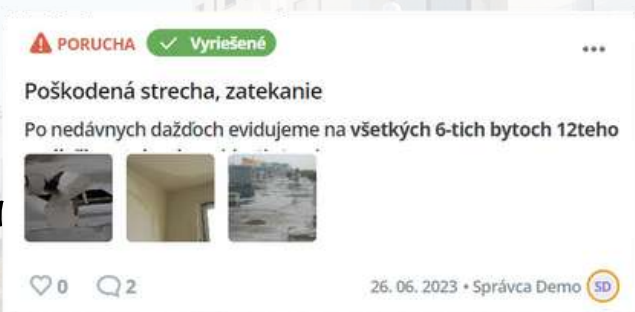 PORUCHA Vyriešené
Poškodená strecha, zatekanie
Po nedávnych dažďoch evidujeme na všetkých 6-tich bytoch 12teho
0 2 26. 06. 2023 • Správca Demo SD